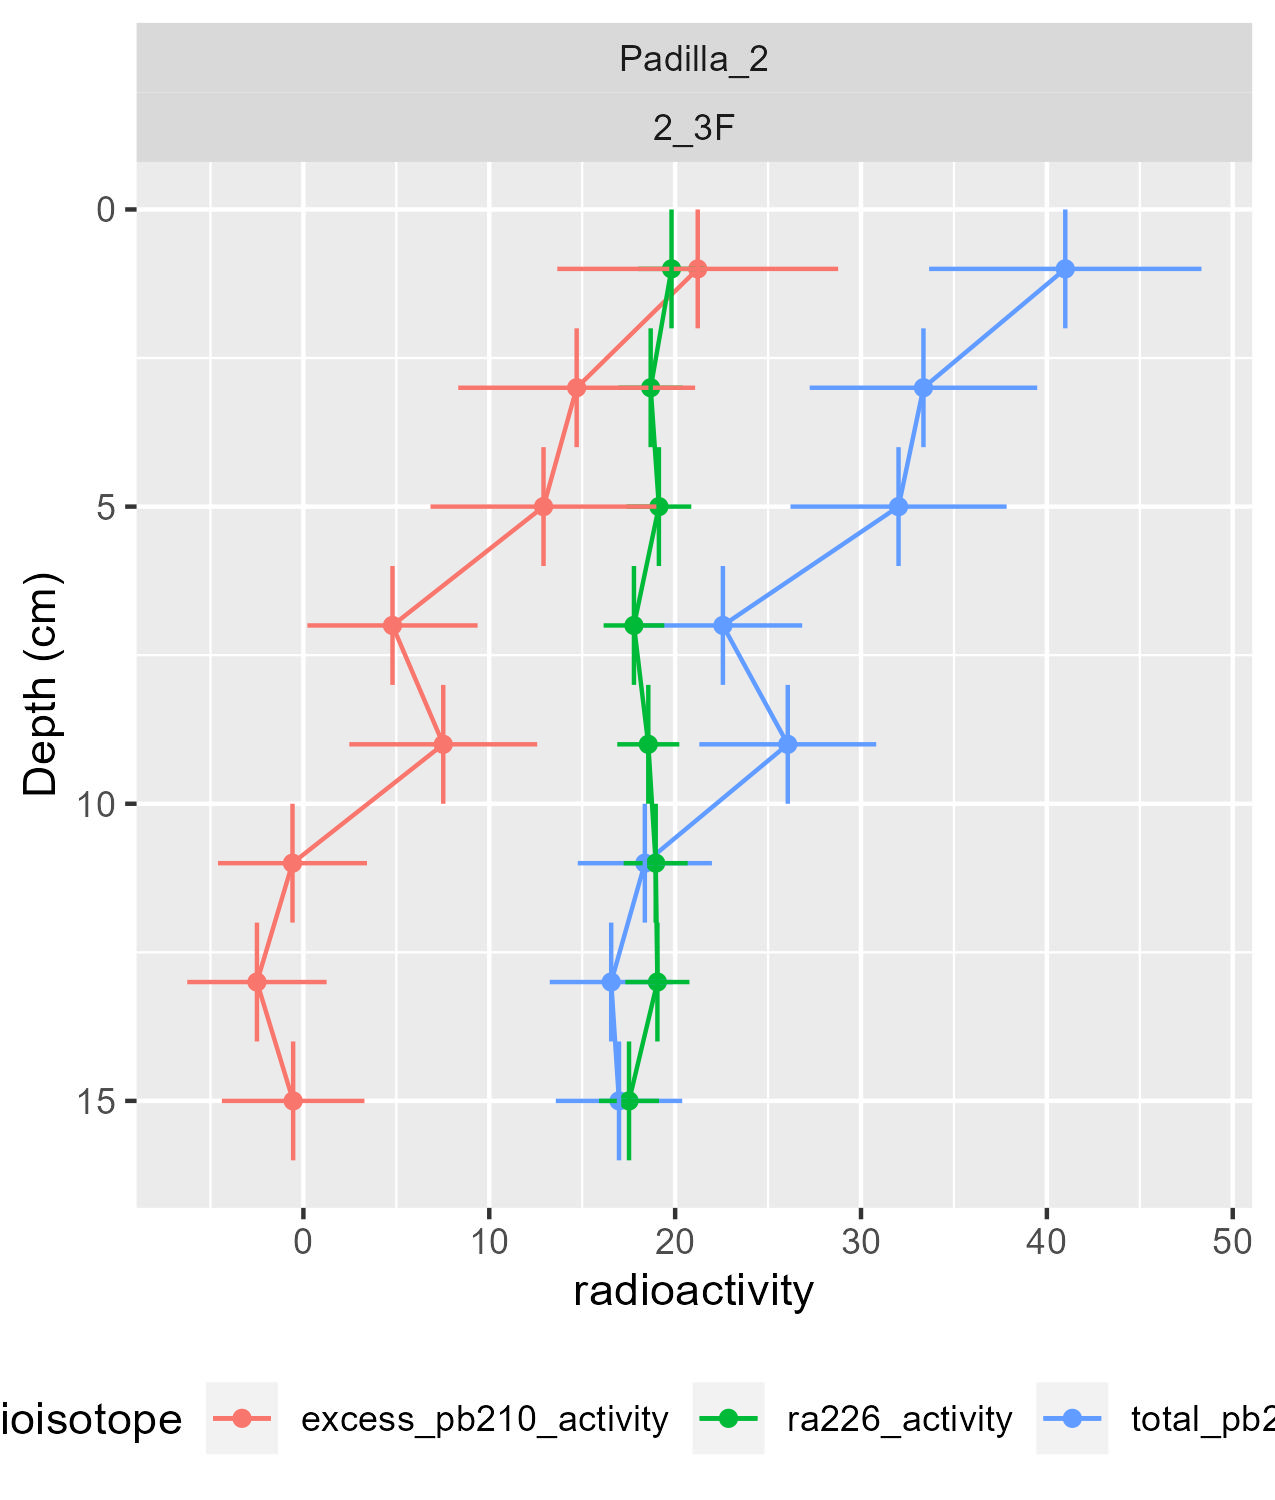 Padilla_2
2_3F
0
5
10
15
Depth (cm)
0 10 20 30 40 50
radioactivity
ioisotope excess_pb210_activity ra226_activity total_pb2